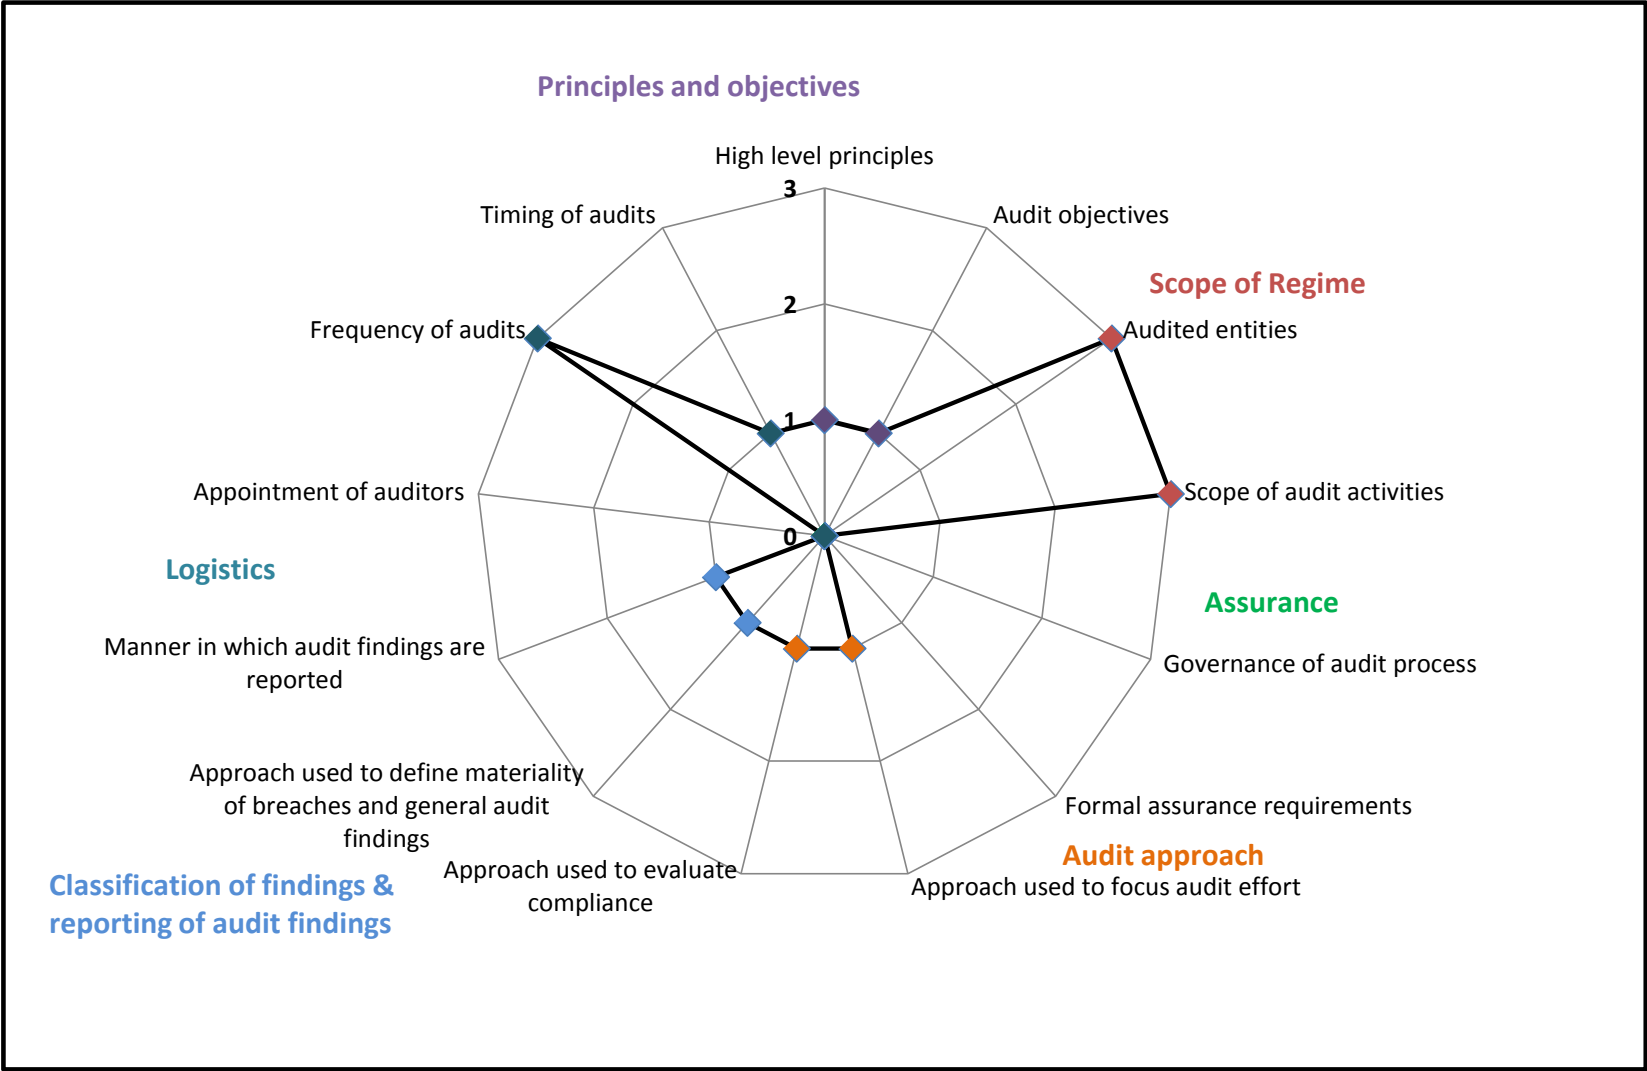 Principles and objectives
High level principles
3
Timing of audits
Audit objectives
Scope of Regime
2
Frequency of audits
Audited entities
1
Appointment of auditors
Scope of audit activities
0
Logistics
Assurance
Manner in which audit findings are
reported
Governance of audit process
Approach used to define materiality
of breaches and general audit
findings
Formal assurance requirements
Audit approach
Approach used to evaluate
compliance
Approach used to focus audit effort
Classification of findings &
reporting of audit findings